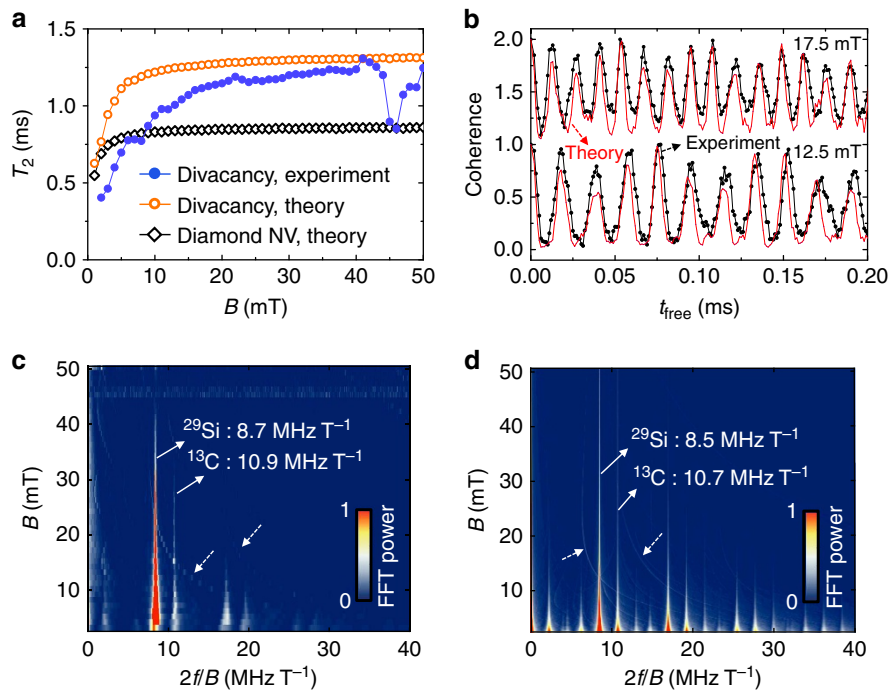 a
1.5
1.0
0.5
0.0
T₂ (ms)
Divacancy, experiment
Divacancy, theory
Diamond NV, theory
0 10 20 30 40 50
B (mT)
b
2.0
1.5
1.0
0.5
0.0
Coherence
17.5 mT
Theory
Experiment
12.5 mT
0.00 0.05 0.10 0.15 0.20
t_free (ms)
c
50
40
30
20
10
B (mT)
²⁹Si : 8.7 MHz T⁻¹
¹³C : 10.9 MHz T⁻¹
1
0
FFT power
0 10 20 30 40
2f/B (MHz T⁻¹)
d
50
40
30
20
10
B (mT)
²⁹Si : 8.5 MHz T⁻¹
¹³C : 10.7 MHz T⁻¹
1
0
FFT power
0 10 20 30 40
2f/B (MHz T⁻¹)